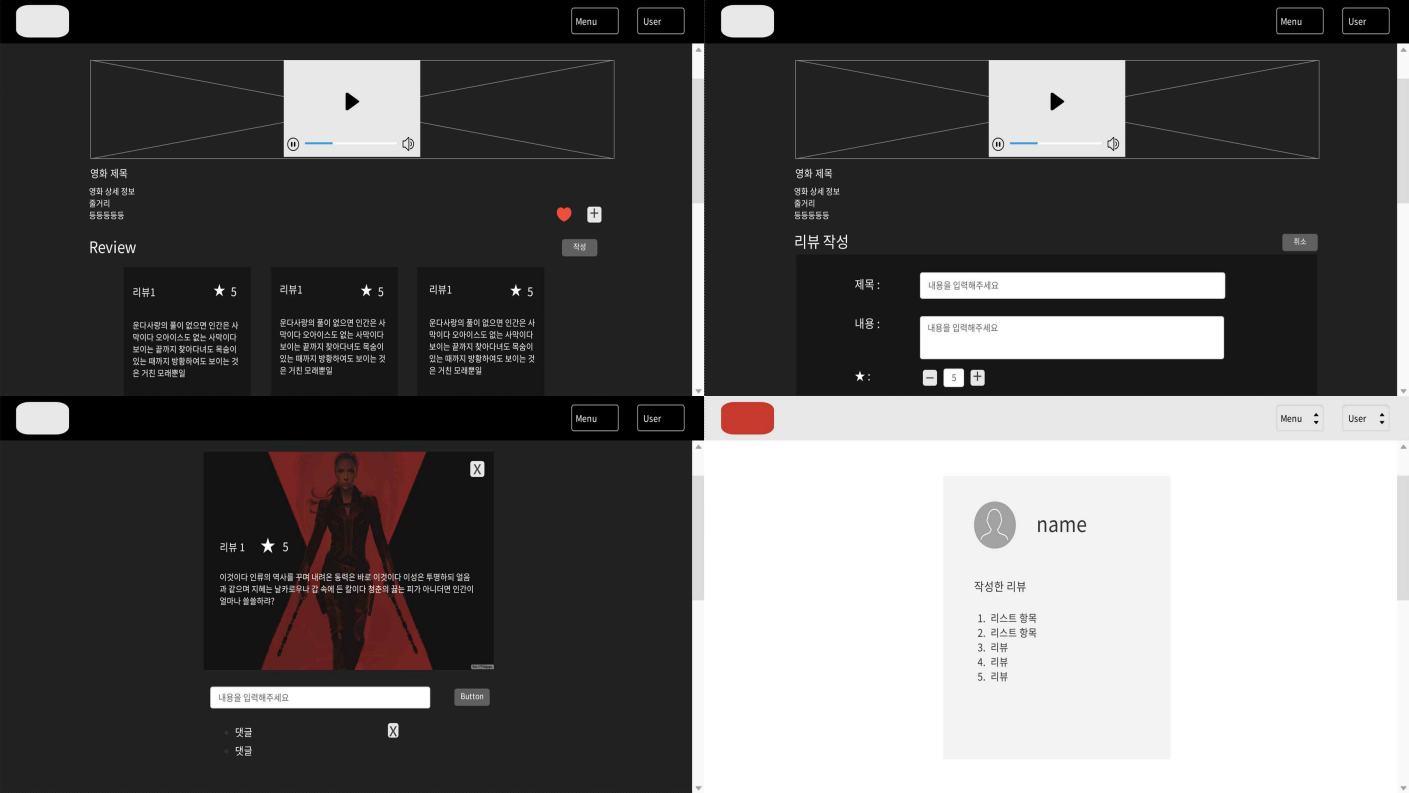 Menu
User
영화 제목
영화 상세 정보
줄거리
등등등등등
Review
작성
리뷰1
★ 5
운다사랑의 풀이 없으면 인간은 사
막이다 오아이스도 없는 사막이다
보이는 끝까지 찾아다녀도 목숨이
있는 때까지 방황하여도 보이는 것
은 거친 모래뿐일
리뷰1
★ 5
운다사랑의 풀이 없으면 인간은 사
막이다 오아이스도 없는 사막이다
보이는 끝까지 찾아다녀도 목숨이
있는 때까지 방황하여도 보이는 것
은 거친 모래뿐일
리뷰1
★ 5
운다사랑의 풀이 없으면 인간은 사
막이다 오아이스도 없는 사막이다
보이는 끝까지 찾아다녀도 목숨이
있는 때까지 방황하여도 보이는 것
은 거친 모래뿐일
Menu
User
영화 제목
영화 상세 정보
줄거리
등등등등등
리뷰 작성
취소
제목 :
내용을 입력해주세요
내용 :
내용을 입력해주세요
★ :
5
Menu
User
X
리뷰 1 ★ 5
이것이다 인류의 역사를 꾸며 내려온 동력은 바로 이것이다 이성은 투명하되 얼음
과 같으며 지혜는 날카로우나 갑 속에 든 칼이다 청춘의 끓는 피가 아니더면 인간이
얼마나 쓸쓸하랴?
내용을 입력해주세요
Button
댓글
X
댓글
Menu
User
name
작성한 리뷰
1. 리스트 항목
2. 리스트 항목
3. 리뷰
4. 리뷰
5. 리뷰